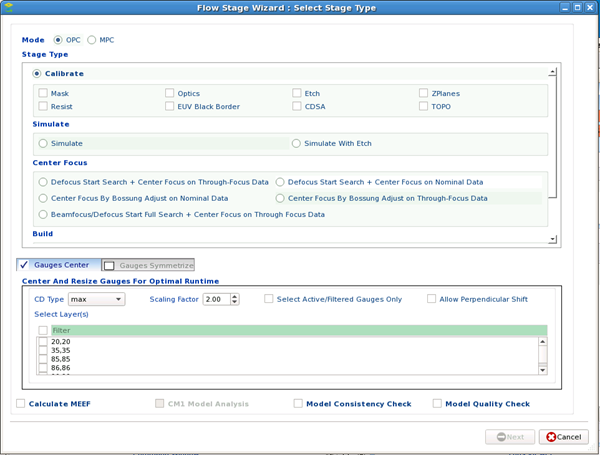 Flow Stage Wizard : Select Stage Type
Mode OPC MPC
Stage Type
Calibrate
Mask Optics Etch ZPlanes
Resist EUV Black Border CDSA TOPO
Simulate
Simulate Simulate With Etch
Center Focus
Defocus Start Search + Center Focus on Through-Focus Data Defocus Start Search + Center Focus on Nominal Data
Center Focus By Bossung Adjust on Nominal Data Center Focus By Bossung Adjust on Through-Focus Data
Beamfocus/Defocus Start Full Search + Center Focus on Through Focus Data
Build
Gauges Center Gauges Symmetrize
Center And Resize Gauges For Optimal Runtime
CD Type max Scaling Factor 2.00 Select Active/Filtered Gauges Only Allow Perpendicular Shift
Select Layer(s)
Filter
20,20
35,35
85,85
86,86
Calculate MEEF CM1 Model Analysis Model Consistency Check Model Quality Check
Next Cancel